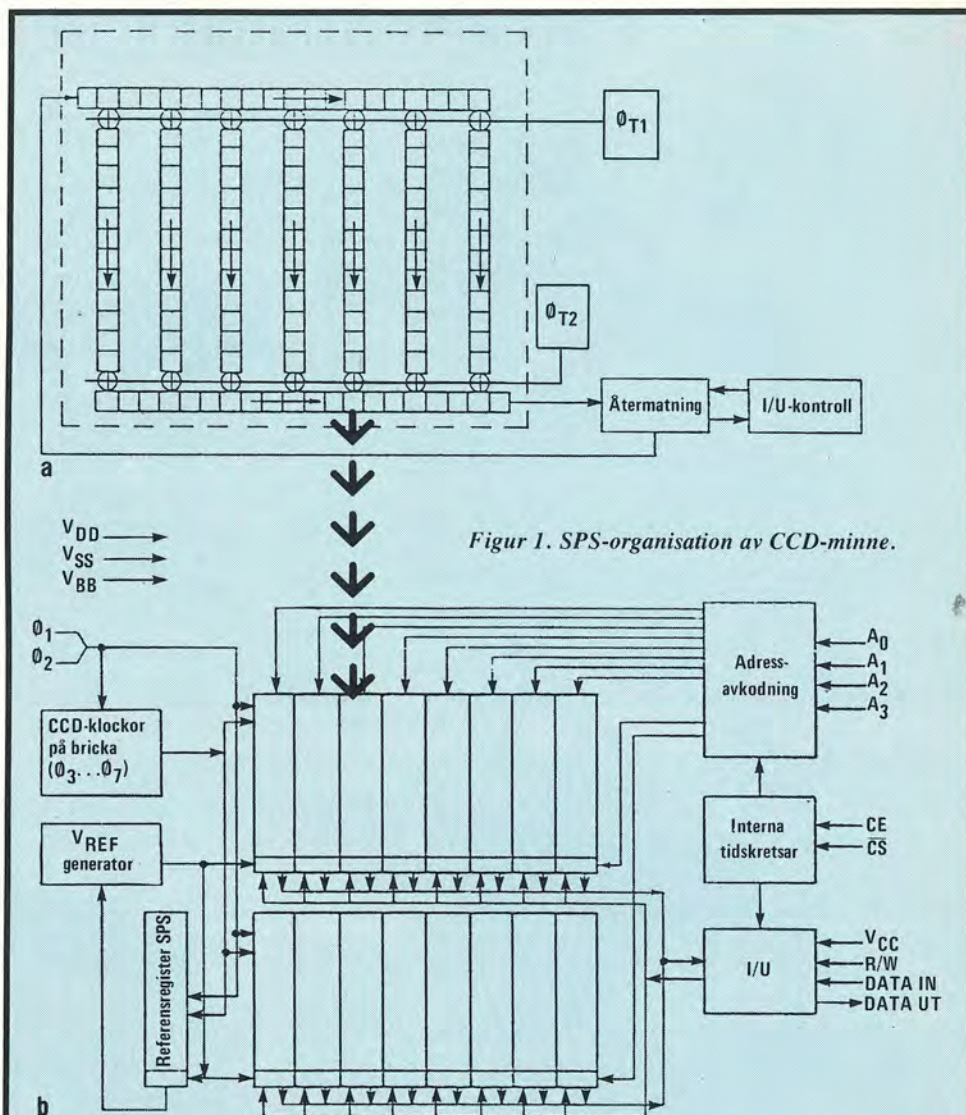 Ø T1
Ø T2
Återmatning
I/U-kontroll
a
V DD
V SS
V BB
Figur 1. SPS-organisation av CCD-minne.
Ø1
Ø2
CCD-klockor
på bricka
(Ø3...Ø7)
V REF
generator
Referensregister SPS
Adress-
avkodning
A0
A1
A2
A3
Interna
tidskretsar
CE
C̅S̅
I/U
VCC
R/W
DATA IN
DATA UT
b